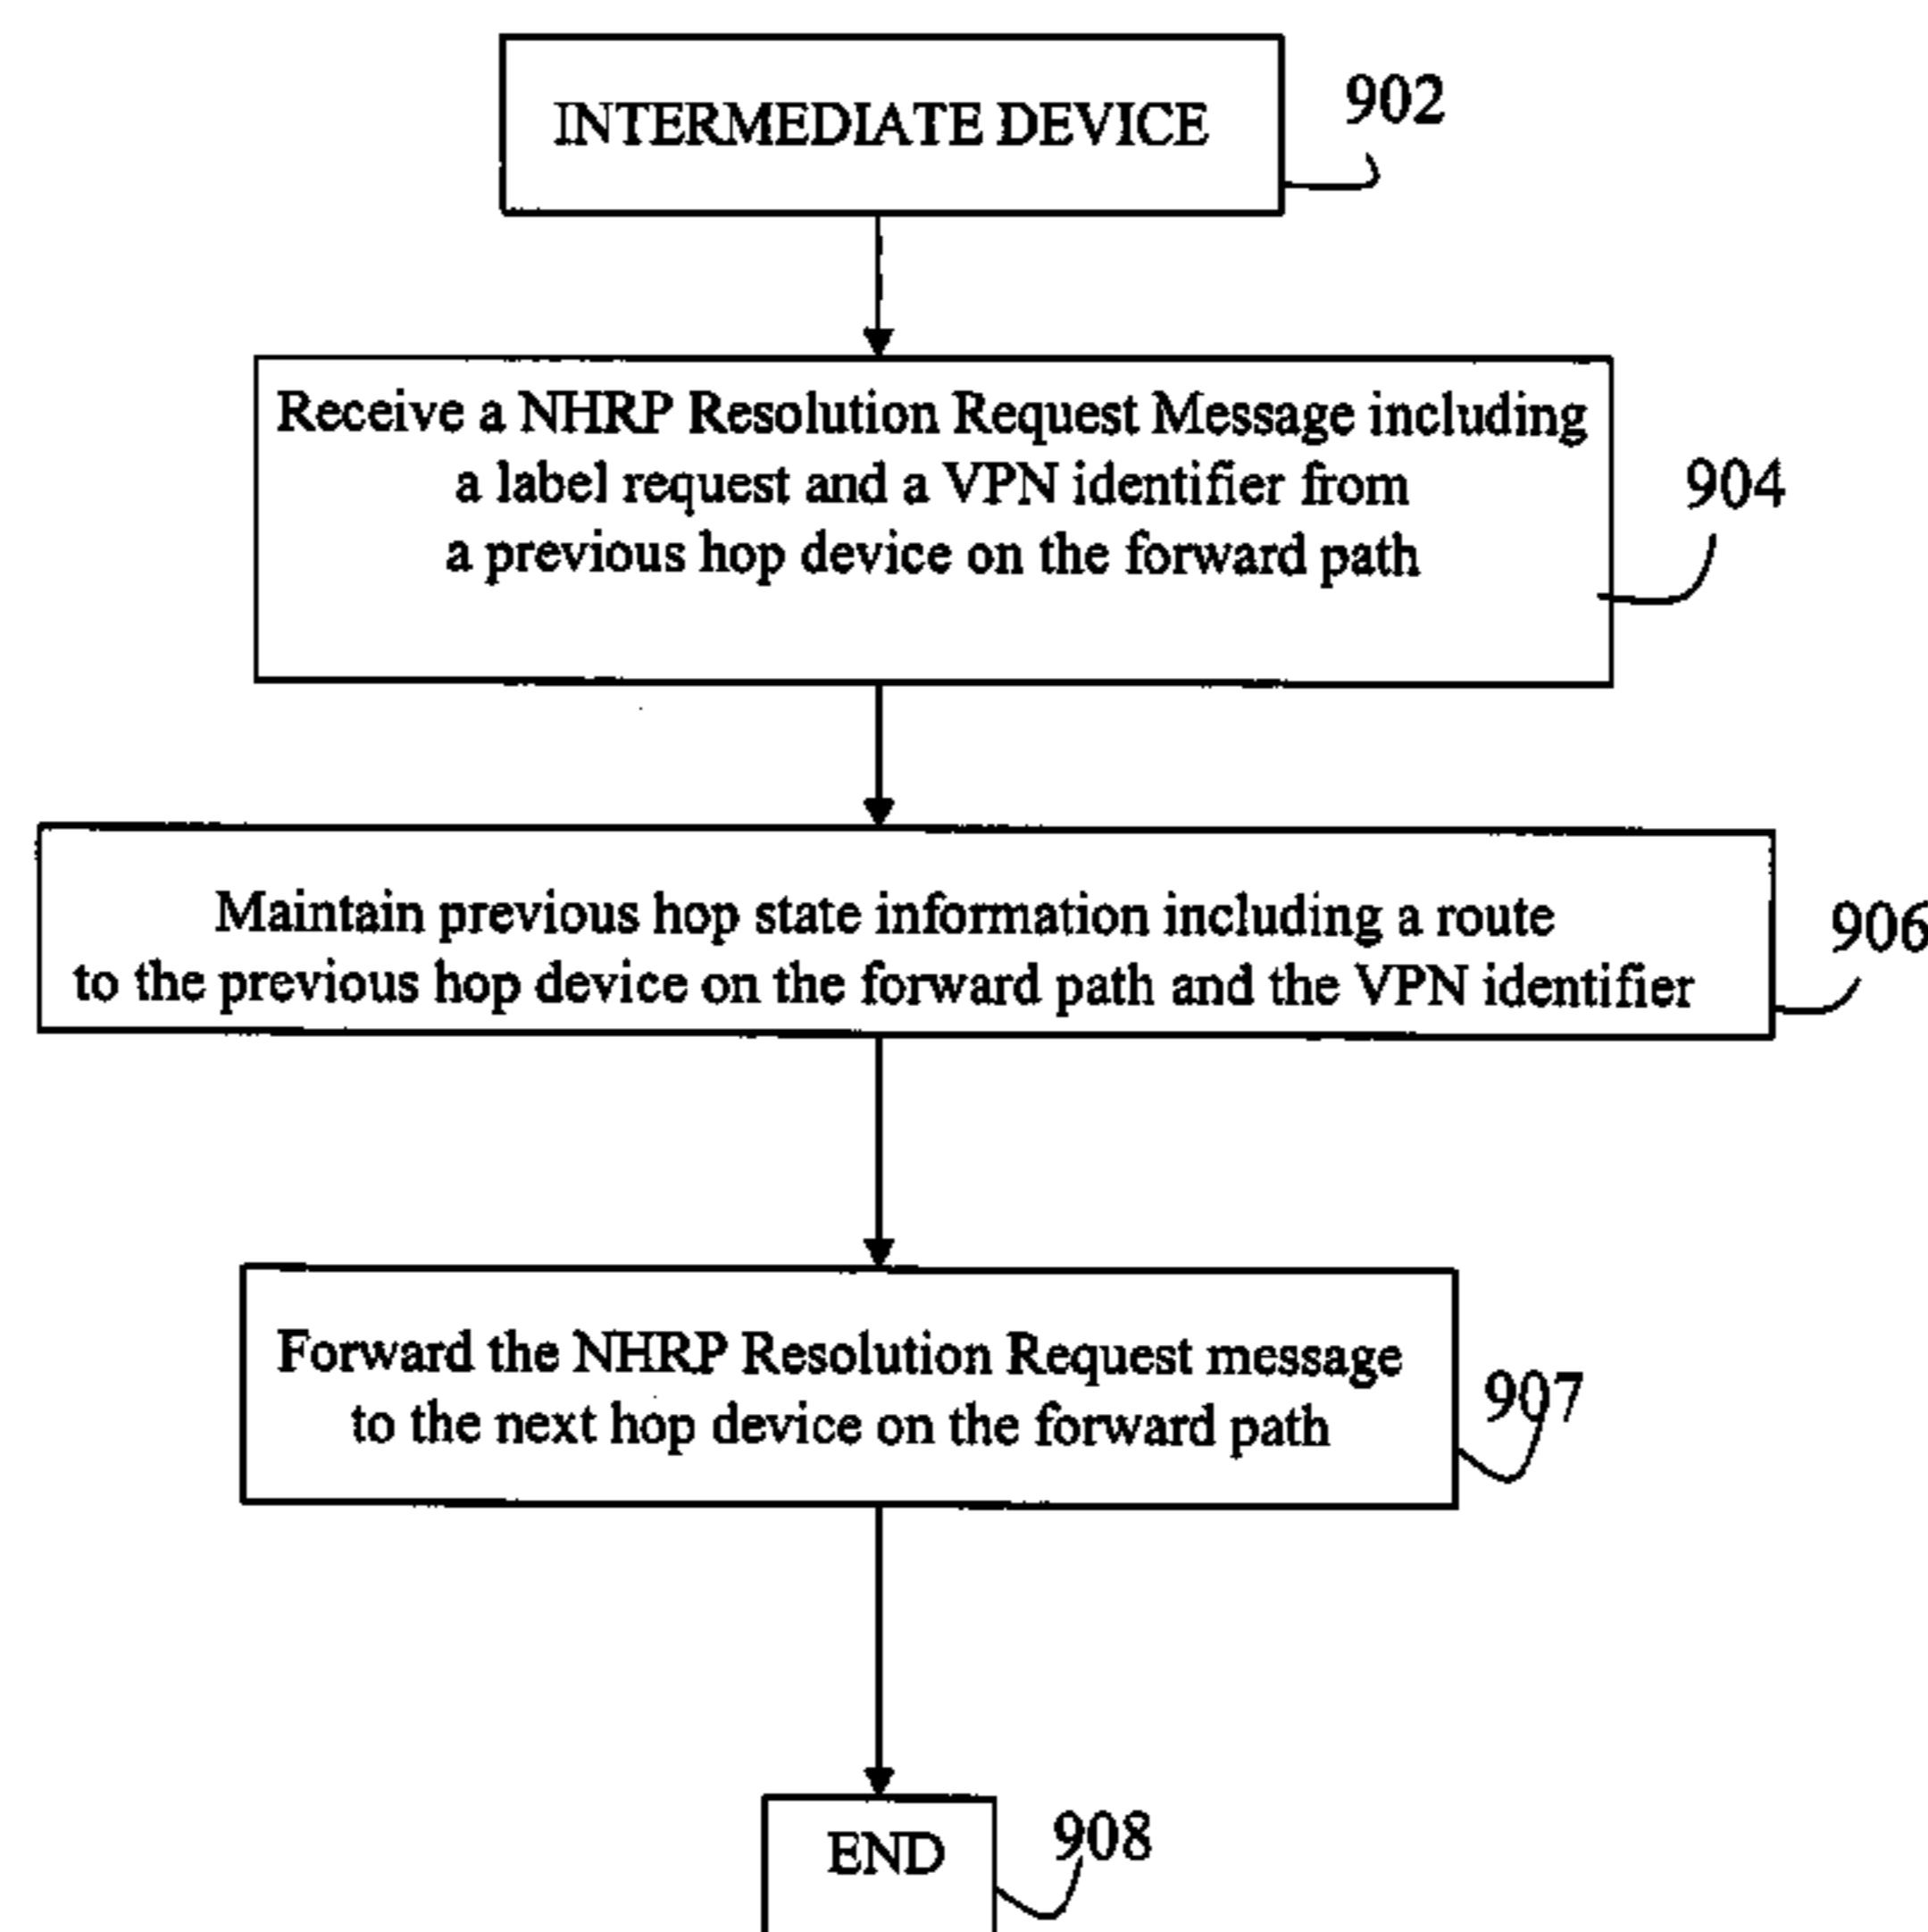 INTERMEDIATE DEVICE
902
Receive a NHRP Resolution Request Message including
a label request and a VPN identifier from
a previous hop device on the forward path
904
Maintain previous hop state information including a route
to the previous hop device on the forward path and the VPN identifier
906
Forward the NHRP Resolution Request message
to the next hop device on the forward path
907
END
908